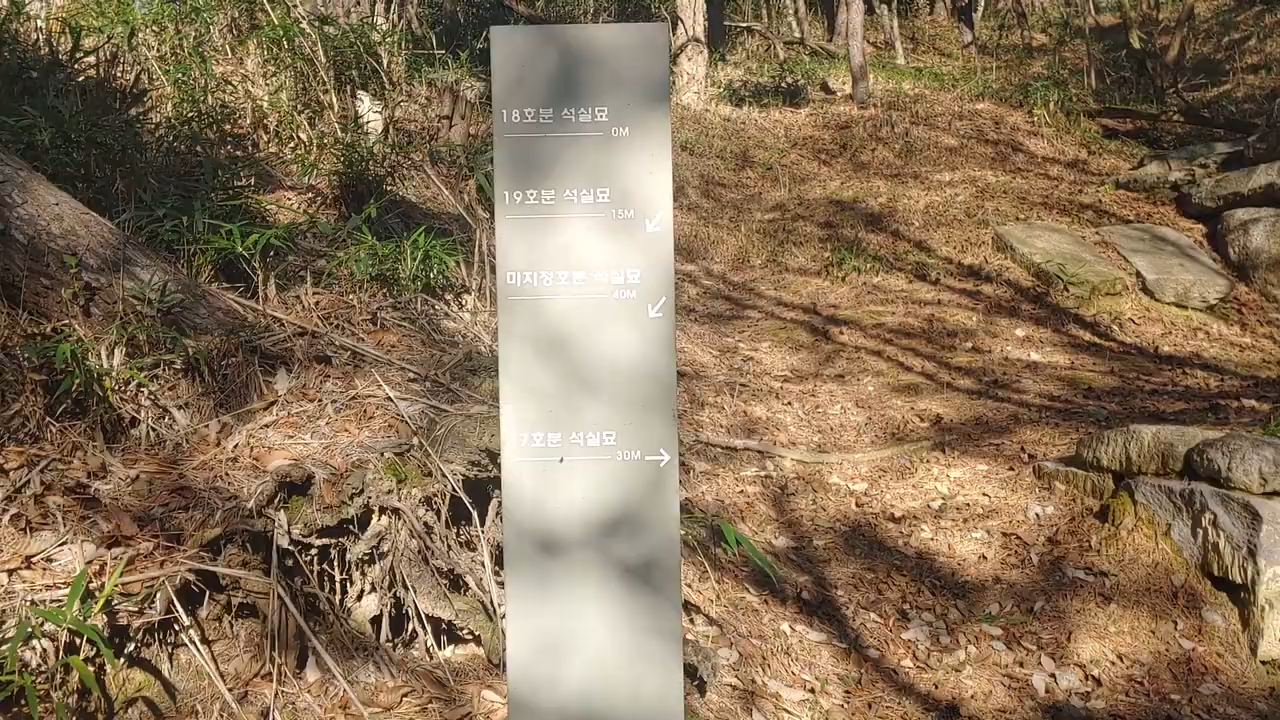 18호분 석실묘
0M
19호분 석실묘
15M ↙
미지정호분 석실묘
40M ↙
7호분 석실묘
30M →